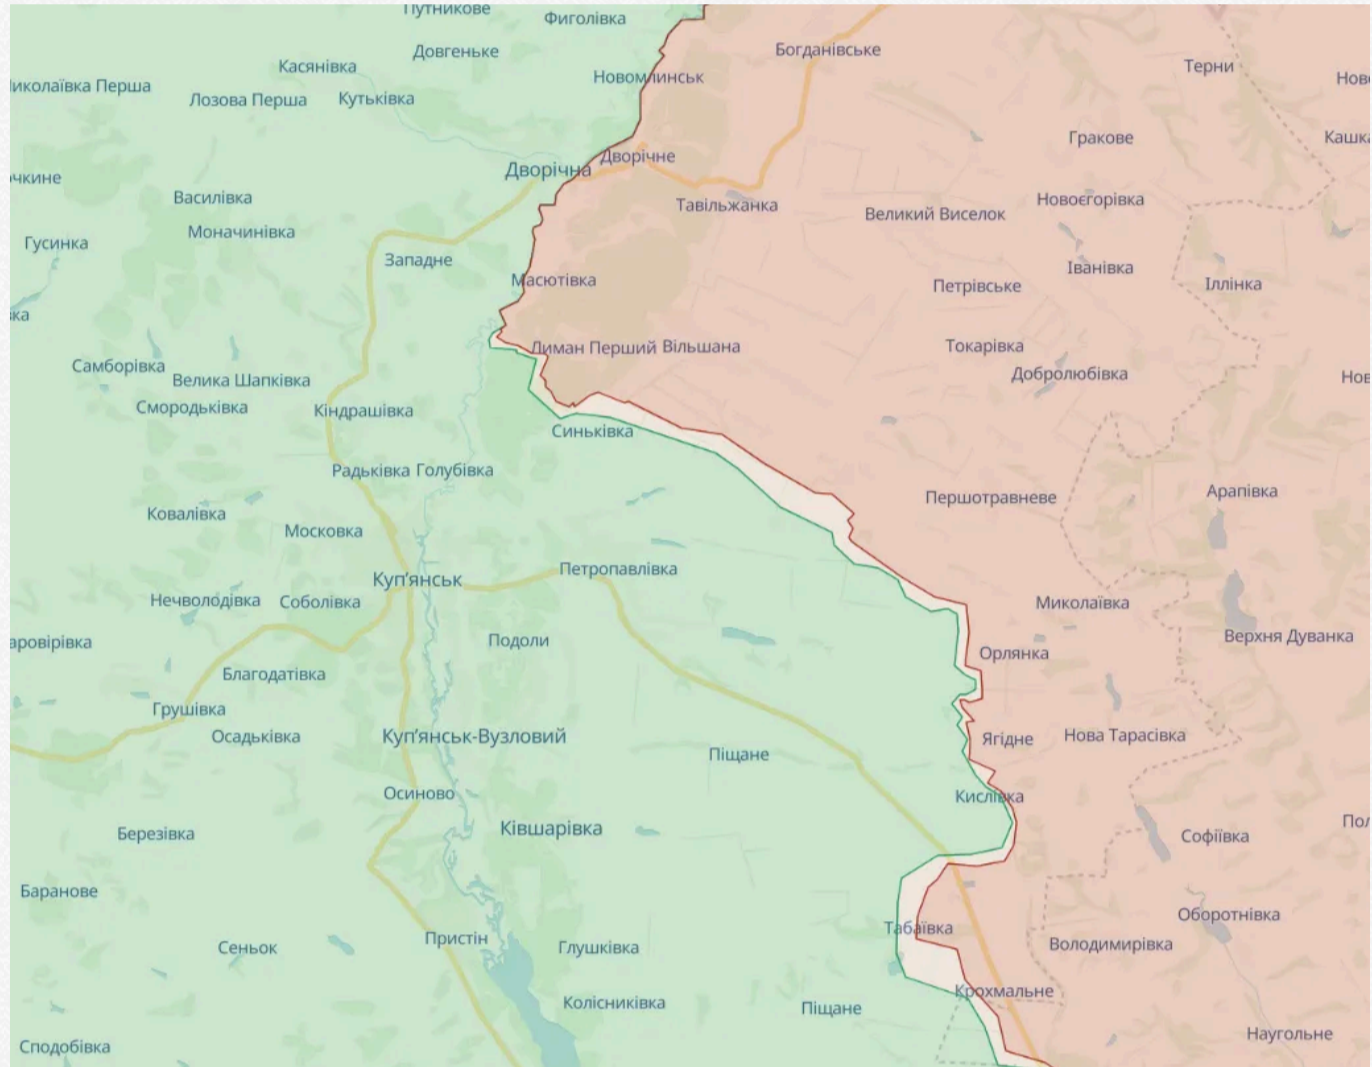 Путникове
Фиголівка
Богданівське
Довгеньке
Касянівка
Новомлинськ
Терни
иколаївка Перша
Лозова Перша
Кутьківка
Гракове
Дворічне
Дворічна
Василівка
Тавільжанка
Великий Виселок
Новоєгорівка
Гусинка
Моначинівка
Западне
Масютівка
Іванівка
Петрівське
Іллінка
Лиман Перший
Вільшана
Токарівка
Самборівка
Велика Шапківка
Добролюбівка
Смородьківка
Кіндрашівка
Синьківка
Радьківка
Голубівка
Першотравневе
Арапівка
Ковалівка
Московка
Куп'янськ
Петропавлівка
Нечволодівка
Соболівка
Миколаївка
аровірівка
Подоли
Орлянка
Верхня Дуванка
Благодатівка
Грушівка
Осадьківка
Куп'янськ-Вузловий
Піщане
Ягідне
Нова Тарасівка
Осиново
Кислівка
Березівка
Ківшарівка
Софіївка
Баранове
Табаївка
Оборотнівка
Сеньок
Пристін
Глушківка
Володимирівка
Колісниківка
Піщане
Крохмальне
Наугольне
Сподобівка